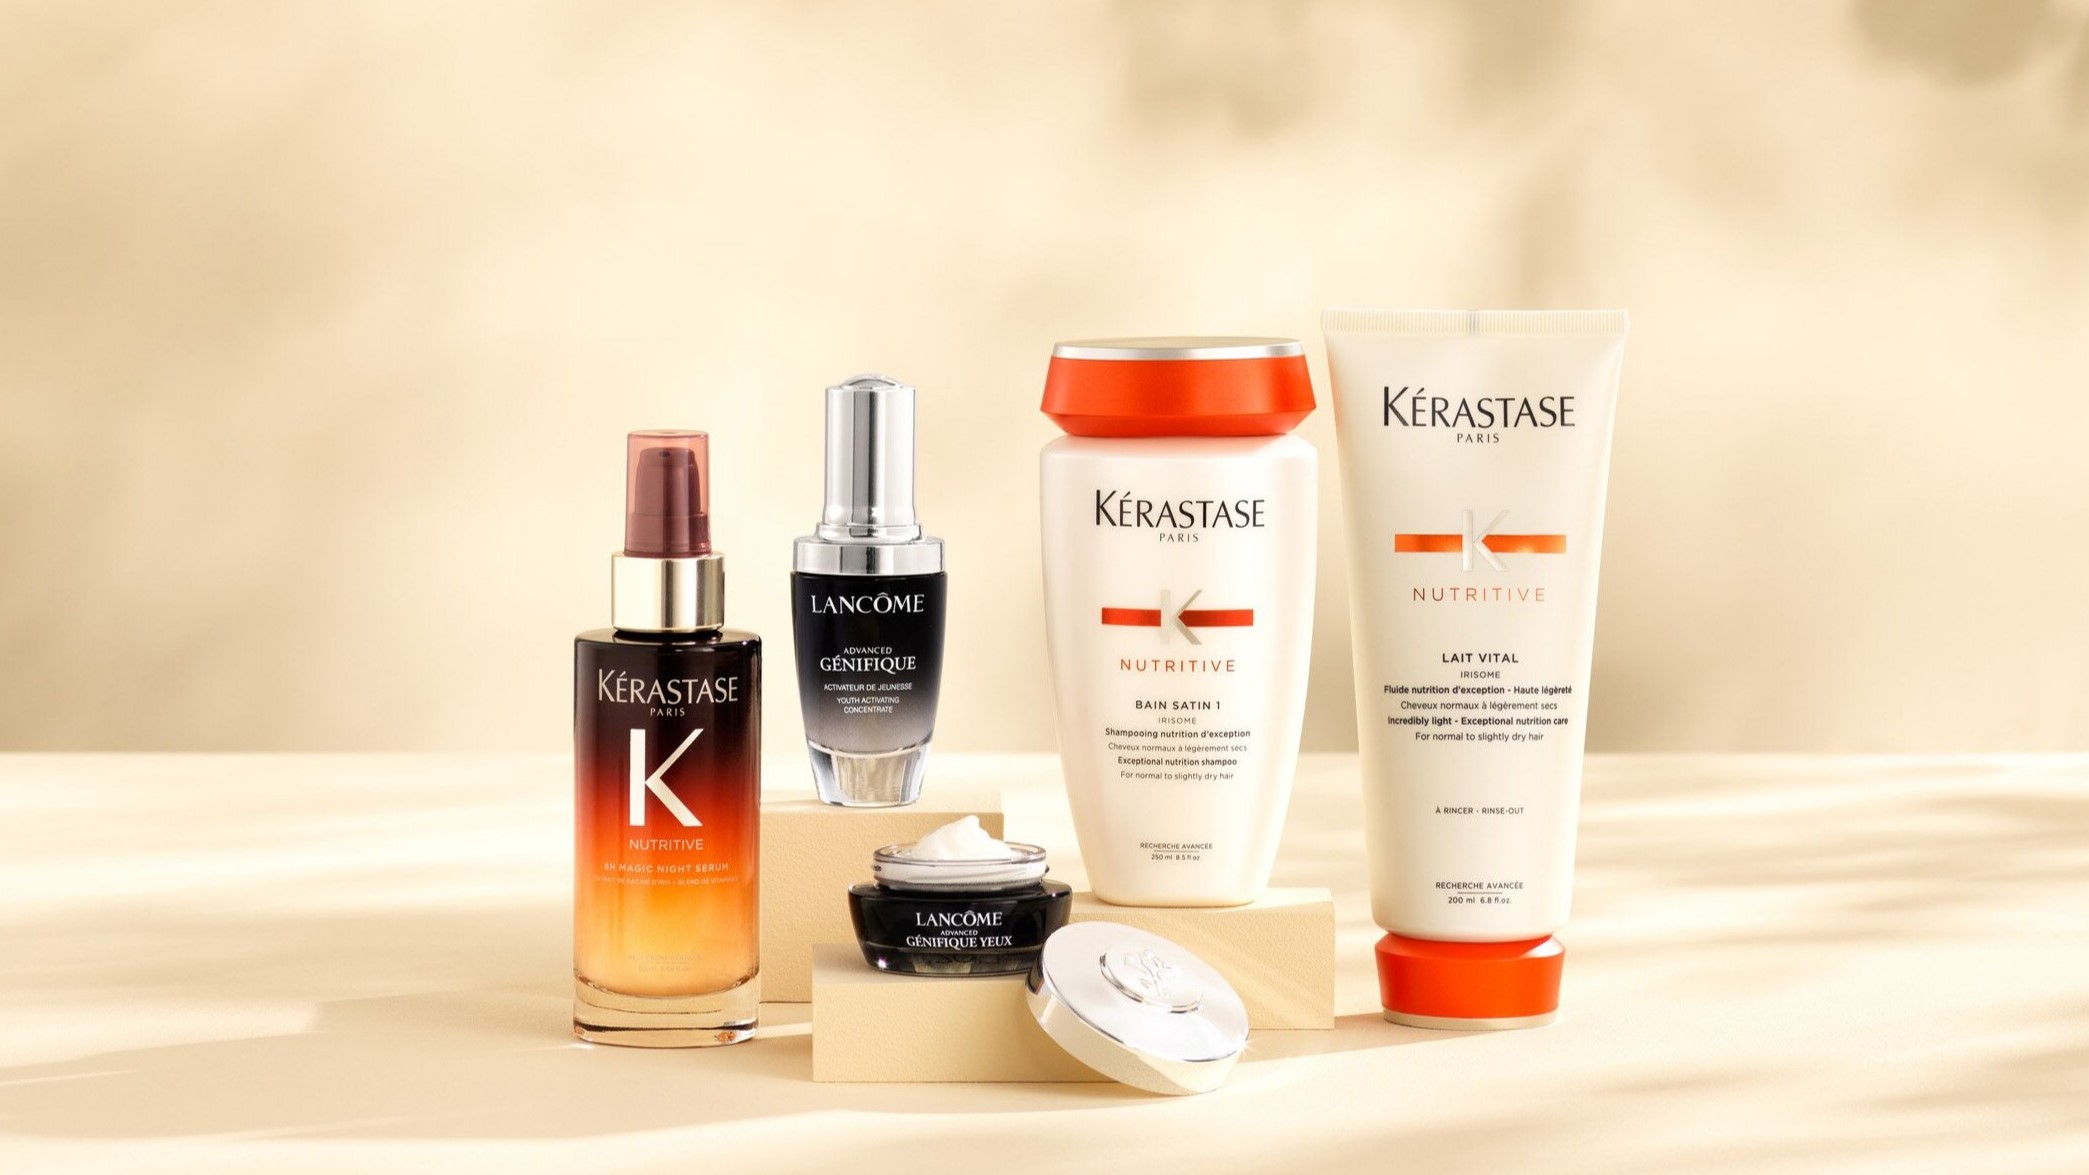 KÉRASTASE
PARIS
K
NUTRITIVE
8H MAGIC NIGHT SERUM
LANCÔME
ADVANCED
GÉNIFIQUE
ACTIVATEUR DE JEUNESSE
YOUTH ACTIVATING
CONCENTRATE
LANCÔME
ADVANCED
GÉNIFIQUE YEUX
KÉRASTASE
PARIS
K
NUTRITIVE
BAIN SATIN 1
IRISOME
Shampooing nutrition d'exception
Cheveux normaux à légèrement secs
Exceptional nutrition shampoo
For normal to slightly dry hair
RECHERCHE AVANCÉE
250 ml 8.5 fl.oz.
KÉRASTASE
PARIS
K
NUTRITIVE
LAIT VITAL
IRISOME
Fluide nutrition d'exception - Haute légèreté
Cheveux normaux à légèrement secs
Incredibly light - Exceptional nutrition care
For normal to slightly dry hair
À RINCER - RINSE-OUT
RECHERCHE AVANCÉE
200 ml 6.8 fl.oz.